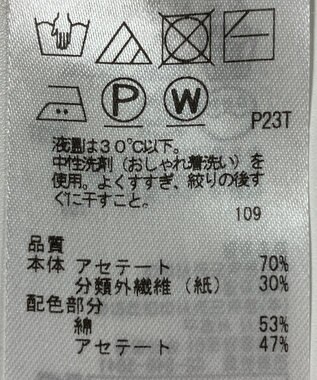 P
W
P23T
液温は30℃以下。
中性洗剤（おしゃれ着洗い）を
使用。よくすすぎ、絞りの後す
ぐに干すこと。
109
品質
本体 アセテート 70%
分類外繊維（紙） 30%
配色部分
綿 53%
アセテート 47%